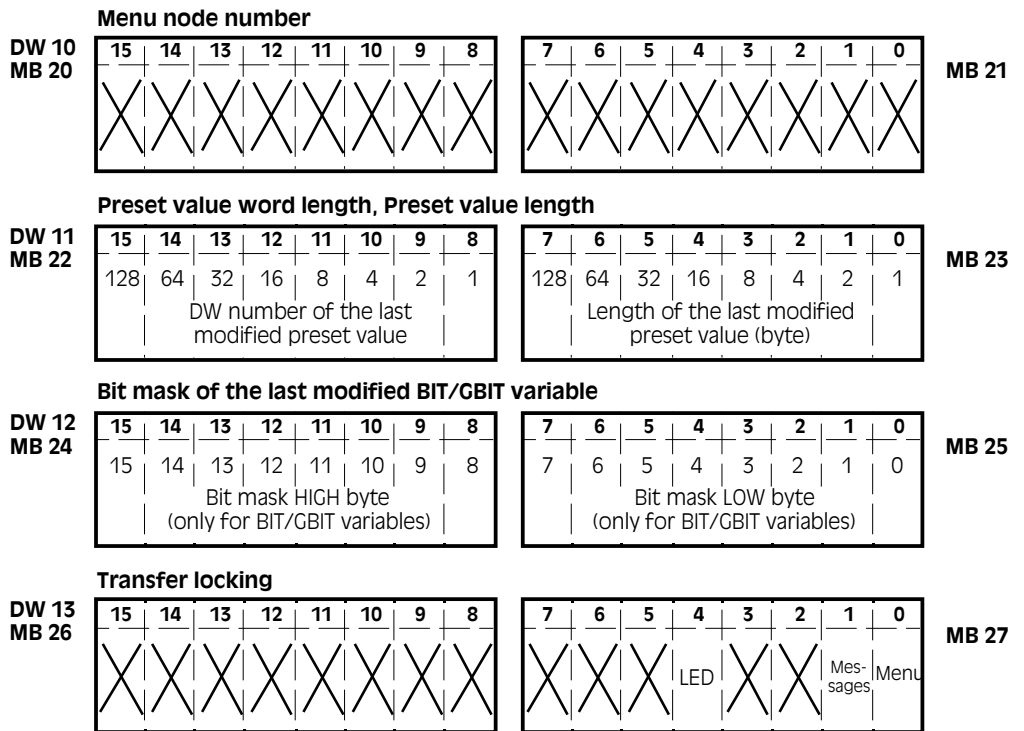 Menu node number
DW 10 15 14 13 12 11 10 9 8 7 6 5 4 3 2 1 0
MB 20 MB 21
Preset value word length, Preset value length
DW 11 15 14 13 12 11 10 9 8 7 6 5 4 3 2 1 0
MB 22 MB 23
128 64 32 16 8 4 2 1 128 64 32 16 8 4 2 1
DW number of the last Length of the last modified
modified preset value preset value (byte)
Bit mask of the last modified BIT/GBIT variable
DW 12 15 14 13 12 11 10 9 8 7 6 5 4 3 2 1 0
MB 24 MB 25
15 14 13 12 11 10 9 8 7 6 5 4 3 2 1 0
Bit mask HIGH byte Bit mask LOW byte
(only for BIT/GBIT variables) (only for BIT/GBIT variables)
Transfer locking
DW 13 15 14 13 12 11 10 9 8 7 6 5 4 3 2 1 0
MB 26 MB 27
LED Mes- Menu
sages